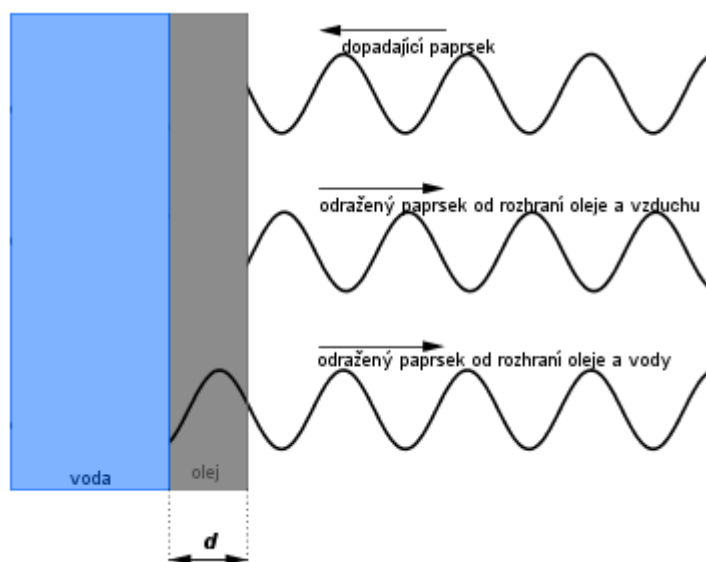 dopadající paprsek
odražený paprsek od rozhraní oleje a vzduchu
odražený paprsek od rozhraní oleje a vody
voda
olej
d